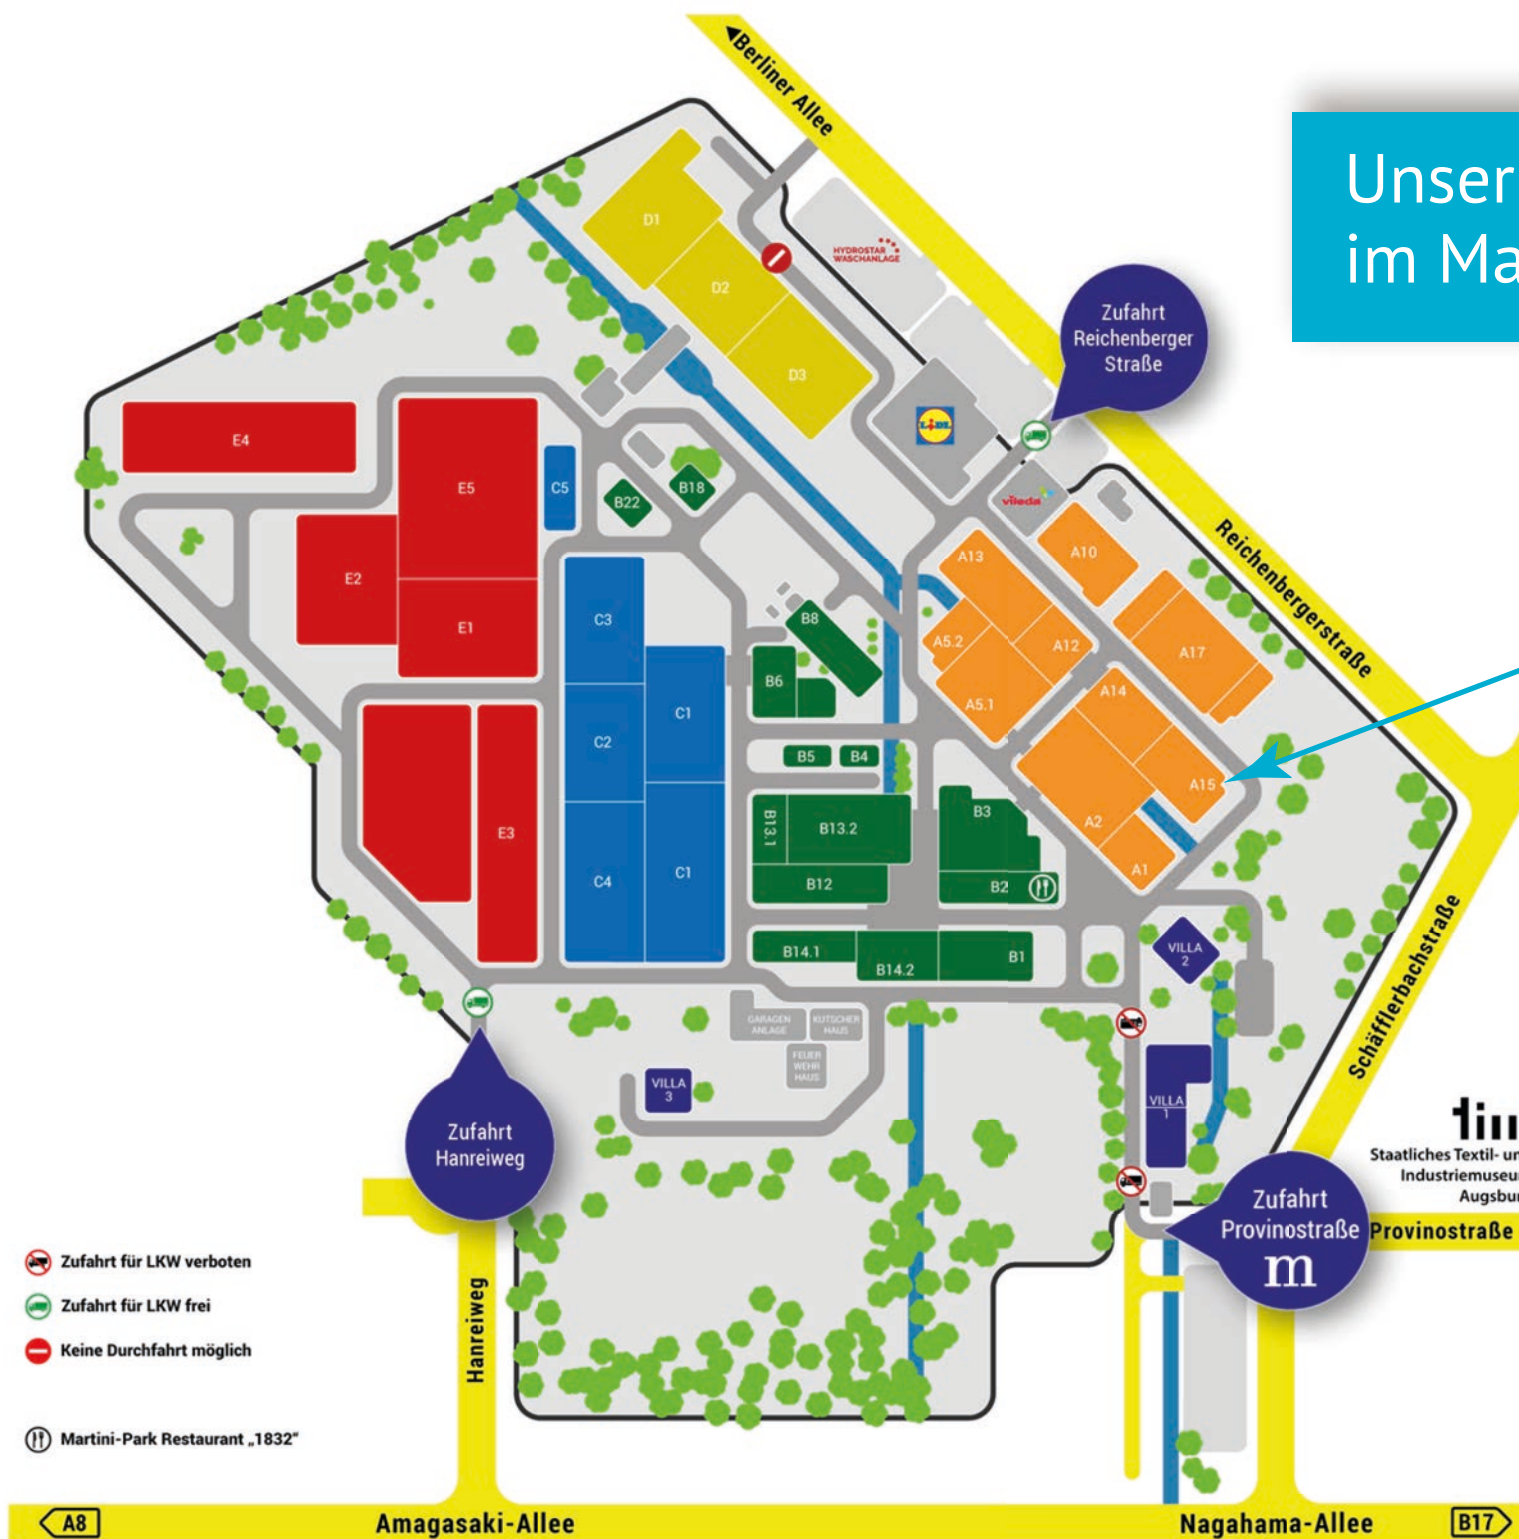 Berliner Allee
Unser
im Ma
HYDROSTAR
WASCHANLAGE
Zufahrt
Reichenberger
Straße
LIDL
vileda
Reichenbergerstraße
D1
D2
D3
E4
E5
E2
E1
E3
C5
C3
C2
C4
C1
C1
B22
B18
B8
B6
B5
B4
B3
B13.1
B13.2
B12
B2
B14.1
B14.2
B1
A13
A10
A5.2
A12
A17
A5.1
A14
A15
A2
A1
VILLA
2
GARAGEN
ANLAGE
KUTSCHER
HAUS
FEUER
WEHR
HAUS
VILLA
3
VILLA
1
Schäfflerbachstraße
Zufahrt
Hanreiweg
Staatliches Textil- un
Industriemuseu
Augsbu
Zufahrt
Provinostraße
m
Provinostraße
Hanreiweg
Zufahrt für LKW verboten
Zufahrt für LKW frei
Keine Durchfahrt möglich
Martini-Park Restaurant „1832“
A8
Amagasaki-Allee
Nagahama-Allee
B17